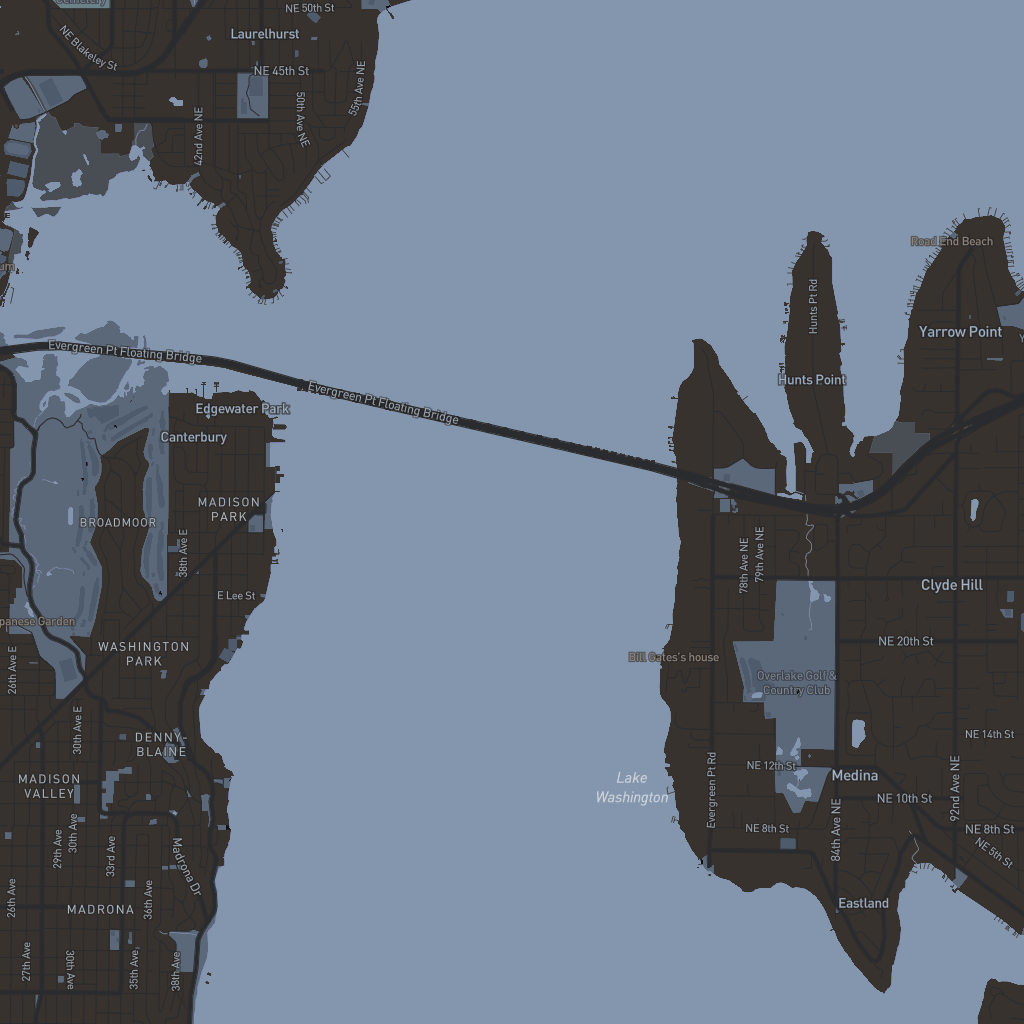 Cemetery
NE 50th St
NE Blakeley St
Laurelhurst
NE 45th St
55th Ave NE
50th Ave NE
42nd Ave NE
Road End Beach
Hunts Pt Rd
Yarrow Point
Evergreen Pt Floating Bridge
Hunts Point
Evergreen Pt Floating Bridge
Edgewater Park
Canterbury
MADISON
PARK
BROADMOOR
38th Ave E
78th Ave NE
79th Ave NE
Clyde Hill
E Lee St
panese Garden
NE 20th St
WASHINGTON
PARK
Bill Gates's house
26th Ave E
Overlake Golf &
Country Club
30th Ave E
NE 14th St
DENNY-
BLAINE
NE 12th St
Medina
MADISON
VALLEY
Lake
Washington
Evergreen Pt Rd
92nd Ave NE
NE 10th St
NE 8th St
84th Ave NE
NE 8th St
NE 5th St
29th Ave
30th Ave
33rd Ave
Madrona Dr
26th Ave
36th Ave
MADRONA
Eastland
27th Ave
30th Ave
35th Ave
38th Ave